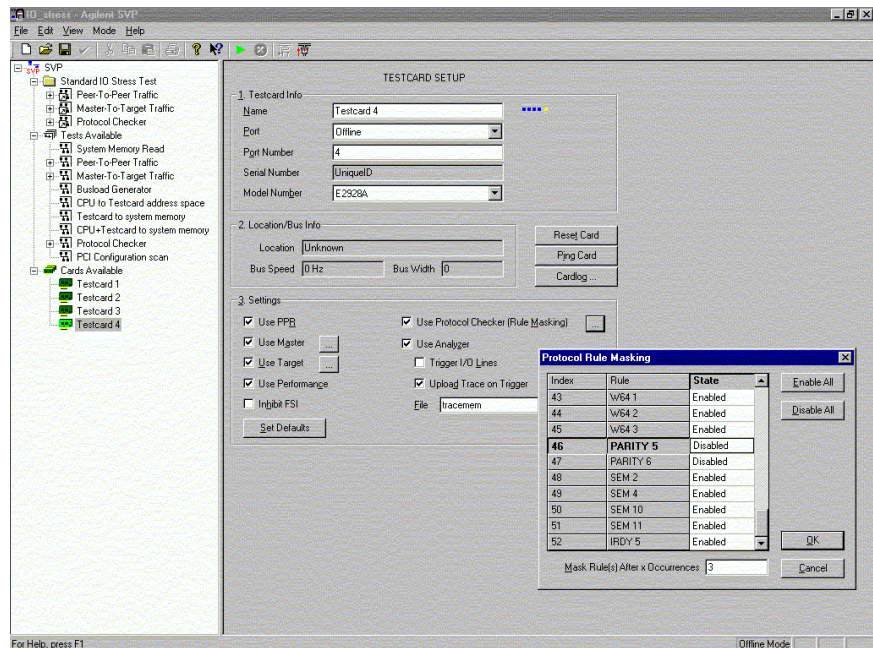 IO_stress - Agilent SVP
File Edit View Mode Help
SVP
Standard IO Stress Test
Peer-To-Peer Traffic
Master-To-Target Traffic
Protocol Checker
Tests Available
System Memory Read
Peer-To-Peer Traffic
Master-To-Target Traffic
Busload Generator
CPU to Testcard address space
Testcard to system memory
CPU+Testcard to system memory
Protocol Checker
PCI Configuration scan
Cards Available
Testcard 1
Testcard 2
Testcard 3
Testcard 4
TESTCARD SETUP
1. Testcard Info
Name Testcard 4
Port Offline
Port Number 4
Serial Number UniqueID
Model Number E2928A
2. Location/Bus Info
Location Unknown
Bus Speed 0 Hz Bus Width 0
Reset Card
Ping Card
Cardlog ...
3. Settings
Use PPR Use Protocol Checker (Rule Masking) ...
Use Master ... Use Analyzer
Use Target ... Trigger I/O Lines
Use Performance Upload Trace on Trigger
Inhibit FSI File tracemem
Set Defaults
Protocol Rule Masking
Index Rule State
43 W64 1 Enabled
44 W64 2 Enabled
45 W64 3 Enabled
46 PARITY 5 Disabled
47 PARITY 6 Disabled
48 SEM 2 Enabled
49 SEM 4 Enabled
50 SEM 10 Enabled
51 SEM 11 Enabled
52 IRDY 5 Enabled
Enable All
Disable All
OK
Mask Rule(s) After x Occurrences 3
Cancel
For Help, press F1
Offline Mode